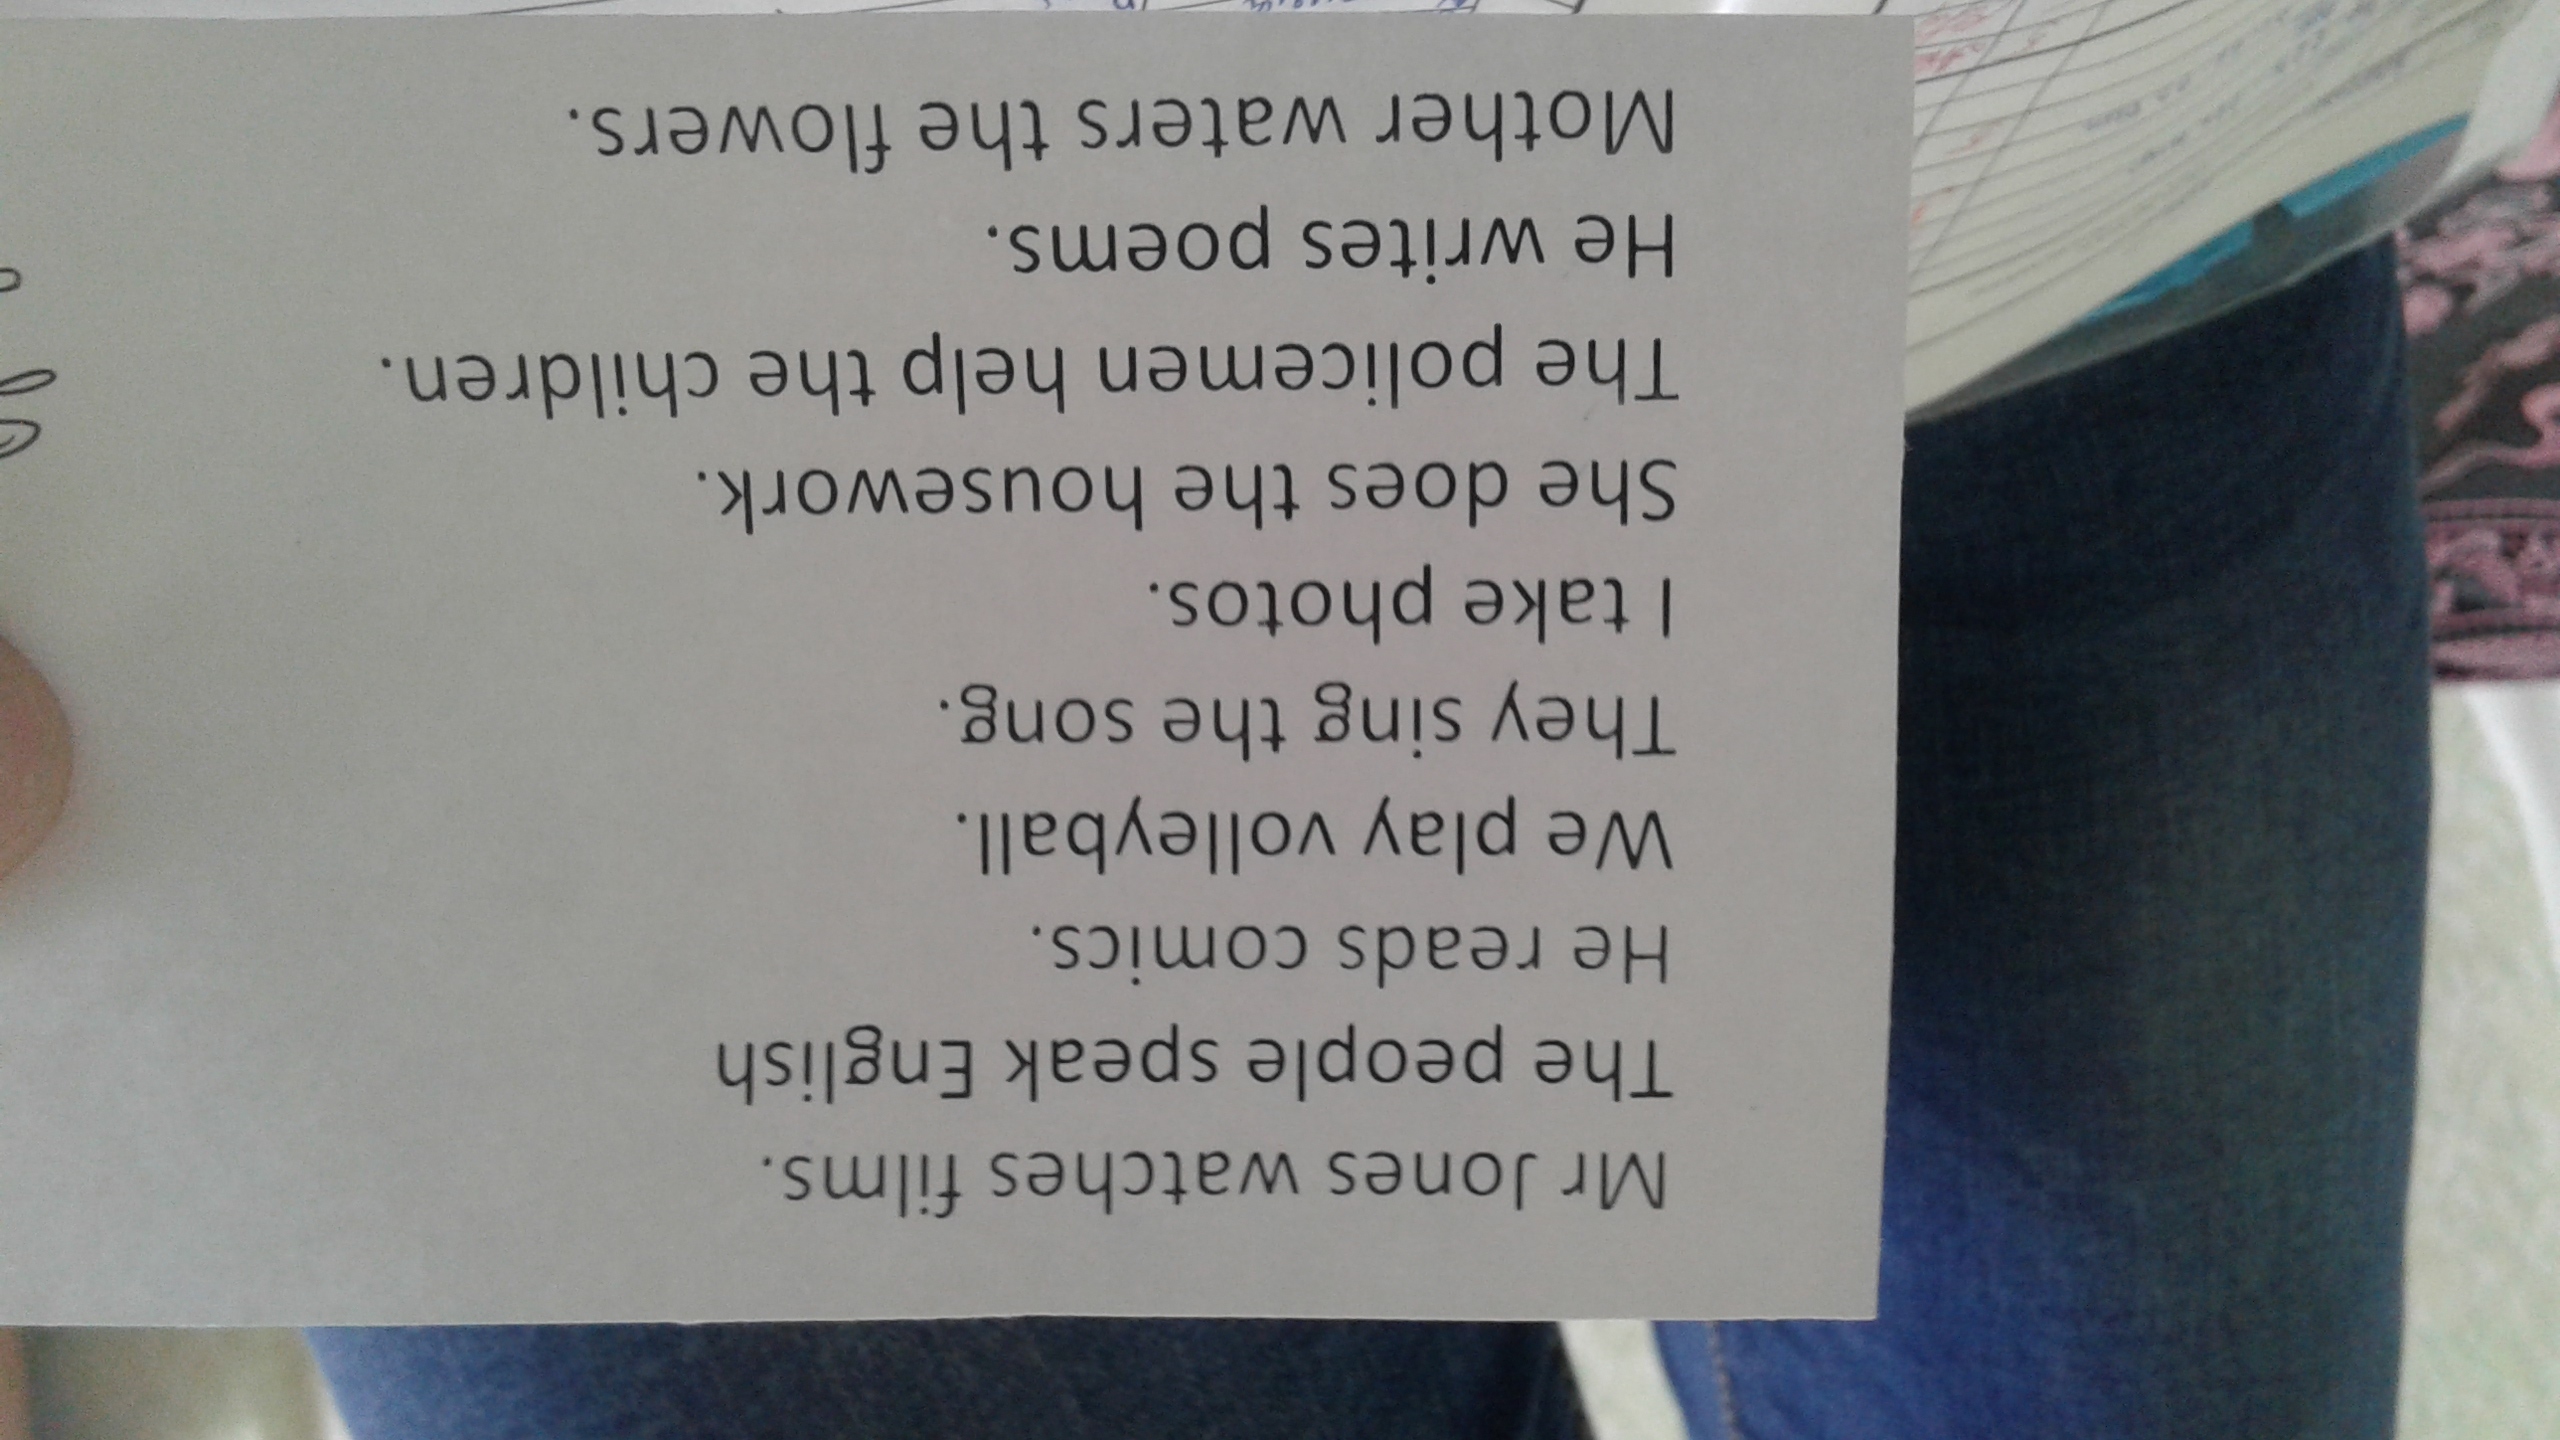 Mr Jones watches films.
The people speak English
He reads comics.
We play volleyball.
They sing the song.
I take photos.
She does the housework.
The policemen help the children.
He writes poems.
Mother waters the flowers.